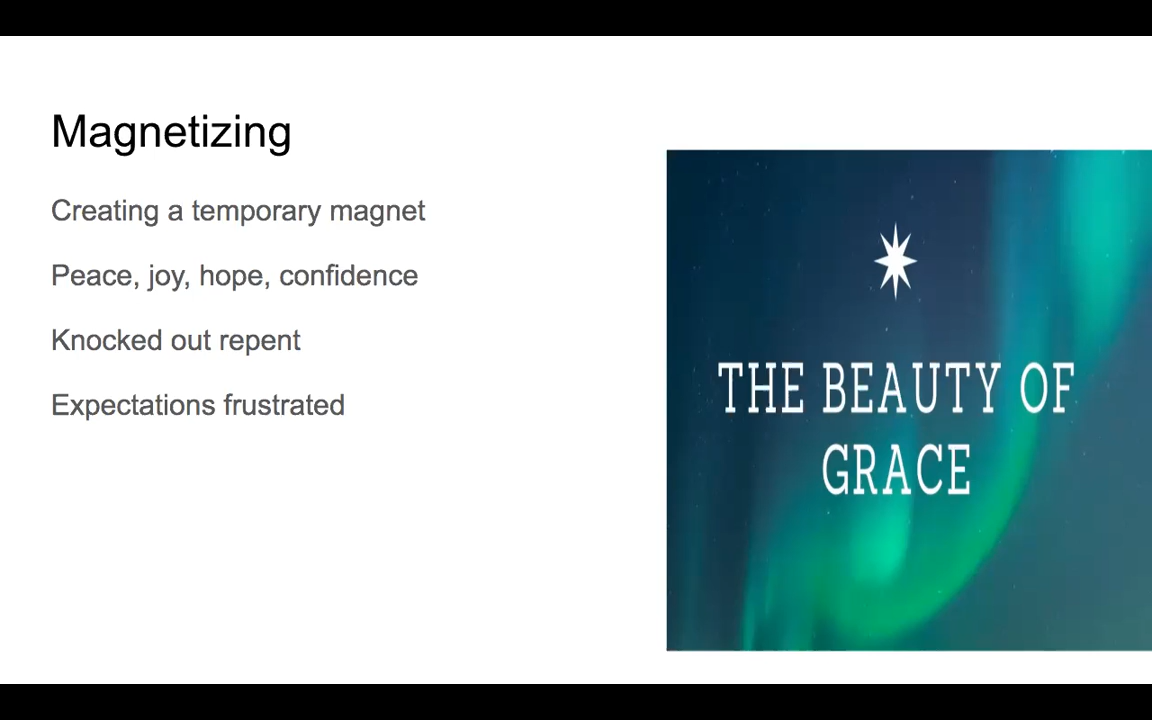 Magnetizing
Creating a temporary magnet
Peace, joy, hope, confidence
Knocked out repent
Expectations frustrated
THE BEAUTY OF
GRACE